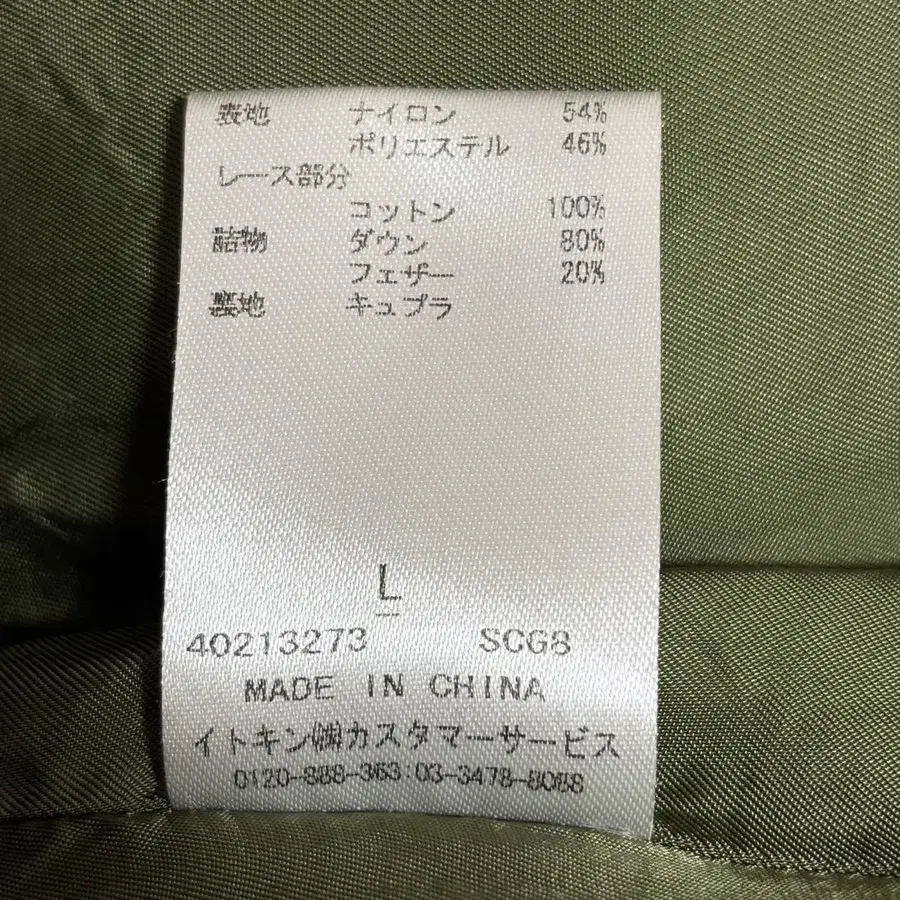 表地 ナイロン 54%
ポリエステル 46%
レース部分
コットン 100%
詰物 ダウン 80%
フェザー 20%
裏地 キュプラ
L
40213273 SCG8
MADE IN CHINA
イトキン㈱カスタマーサービス
0120-888-363:03-3478-8088